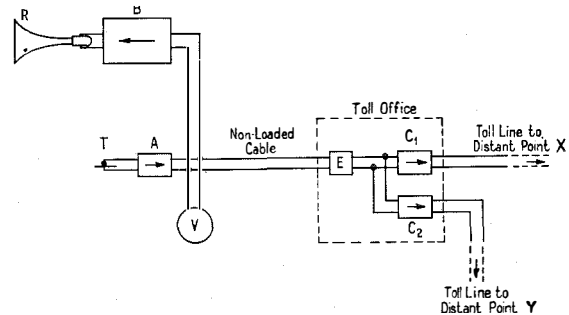 R
B
T
A
Non-Loaded
Cable
V
Toll Office
E
C1
C2
Toll Line to
Distant Point X
Toll Line to
Distant Point Y